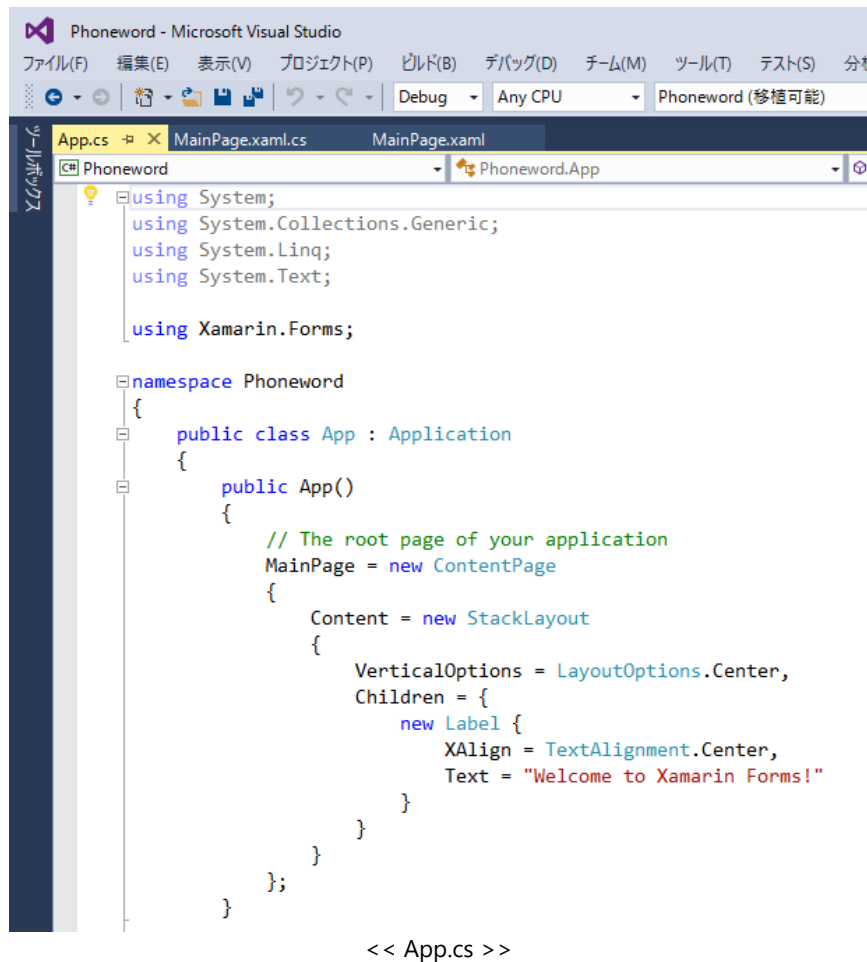 Phoneword - Microsoft Visual Studio
ファイル(F) 編集(E) 表示(V) プロジェクト(P) ビルド(B) デバッグ(D) チーム(M) ツール(T) テスト(S)
Debug Any CPU Phoneword (移植可能)
ツールボックス
App.cs MainPage.xaml.cs MainPage.xaml
C# Phoneword Phoneword.App
using System;
using System.Collections.Generic;
using System.Linq;
using System.Text;
using Xamarin.Forms;
namespace Phoneword
{
public class App : Application
{
public App()
{
// The root page of your application
MainPage = new ContentPage
{
Content = new StackLayout
{
VerticalOptions = LayoutOptions.Center,
Children = {
new Label {
XAlign = TextAlignment.Center,
Text = "Welcome to Xamarin Forms!"
}
}
}
};
}
<< App.cs >>